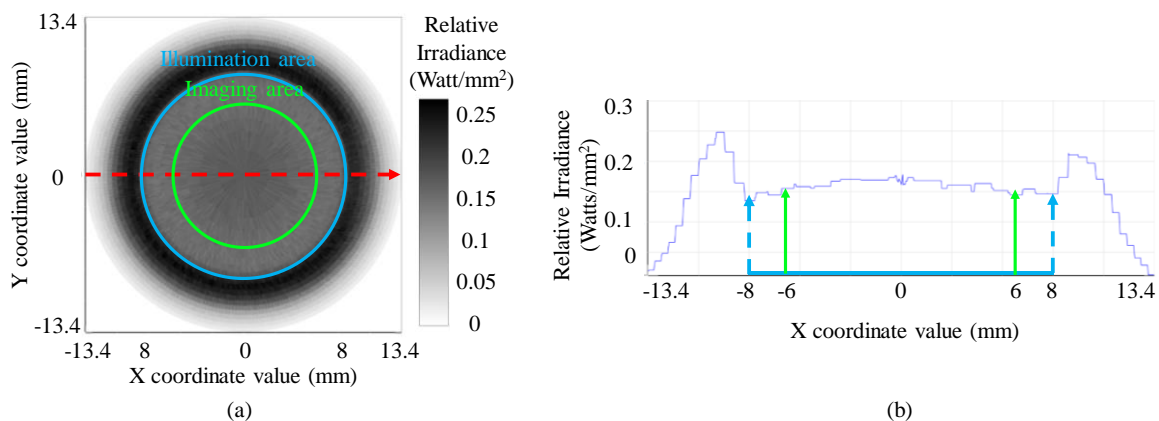 13.4
0
-13.4
Y coordinate value (mm)
Illumination area
Imaging area
-13.4 8 0 8 13.4
X coordinate value (mm)
(a)
Relative
Irradiance
(Watt/mm²)
0.25
0.2
0.15
0.1
0.05
0
Relative Irradiance
(Watts/mm²)
0.3
0.2
0.1
0
-13.4 -8 -6 0 6 8 13.4
X coordinate value (mm)
(b)